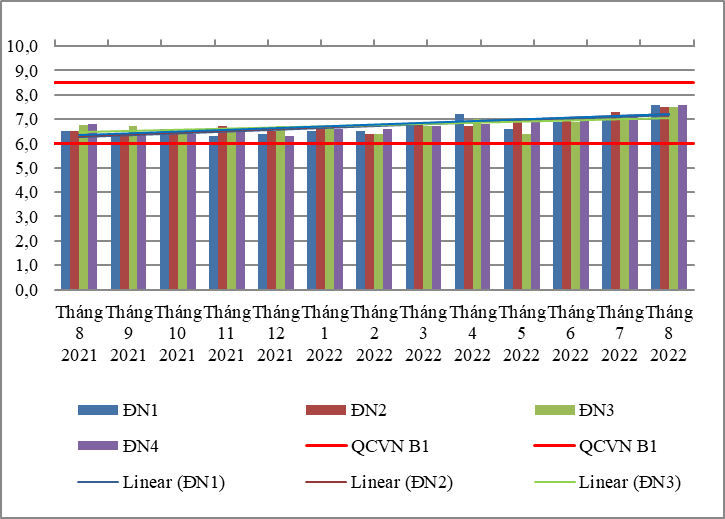 10,0
9,0
8,0
7,0
6,0
5,0
4,0
3,0
2,0
1,0
0,0
Tháng Tháng Tháng Tháng Tháng Tháng Tháng Tháng Tháng Tháng Tháng Tháng Tháng
8 9 10 11 12 1 2 3 4 5 6 7 8
2021 2021 2021 2021 2021 2022 2022 2022 2022 2022 2022 2022 2022
ĐN1 ĐN2 ĐN3
ĐN4 QCVN B1 QCVN B1
Linear (ĐN1) Linear (ĐN2) Linear (ĐN3)